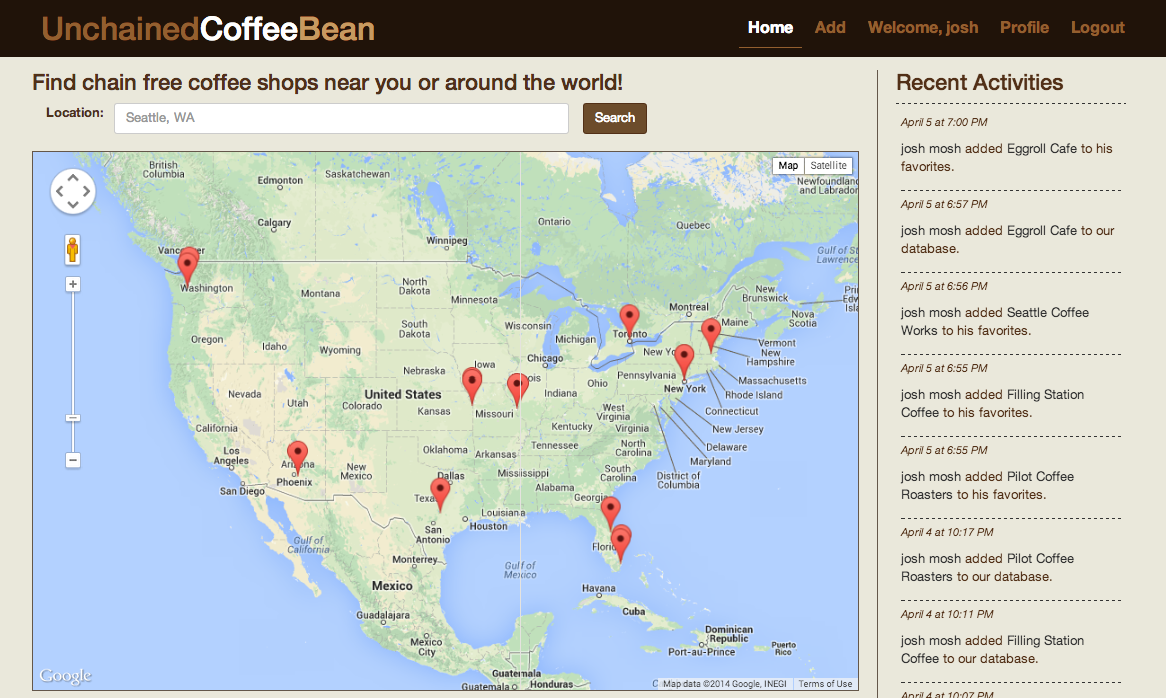 UnchainedCoffeeBean
Home Add Welcome, josh Profile Logout
Find chain free coffee shops near you or around the world!
Location: Seattle, WA Search
Map Satellite
British
Columbia
Edmonton
Saskatchewan
Newfoundland
and Labrador
Calgary
Ontario
Quebec
Winnipeg
Gulf of St
Lawrence
Washington
Montana
North
Dakota
Minnesota
Montreal
New
Brunswick
Nova
Scotia
Maine
Toronto
Oregon
Idaho
Wyoming
South
Dakota
Wisconsin
Michigan
Vermont
New
Hampshire
Nebraska
Iowa
Chicago
Massachusetts
Rhode Island
Connecticut
Nevada
Utah
Colorado
United States
Kansas
Missouri
Indiana
Ohio
Pennsylvania
New York
New Jersey
Delaware
Maryland
District of
Columbia
California
Kentucky
West
Virginia
Virginia
Los
Angeles
San Diego
Arizona
Phoenix
New
Mexico
Oklahoma
Arkansas
Tennessee
North
Carolina
South
Carolina
Dallas
Texas
Mississippi
Alabama
Georgia
Louisiana
San
Antonio
Houston
Florida
Gulf of
California
Monterrey
Gulf of
Mexico
Mexico
Havana
Cuba
Guadalajara
Mexico
City
Dominican
Republic
Port-au-Prince
Puerto
Rico
Guatemala
Guatemala
Honduras
Google
Map data ©2014 Google, INEGI Terms of Use
Recent Activities
April 5 at 7:00 PM
josh mosh added Eggroll Cafe to his
favorites.
April 5 at 6:57 PM
josh mosh added Eggroll Cafe to our
database.
April 5 at 6:56 PM
josh mosh added Seattle Coffee
Works to his favorites.
April 5 at 6:55 PM
josh mosh added Filling Station
Coffee to his favorites.
April 5 at 6:55 PM
josh mosh added Pilot Coffee
Roasters to his favorites.
April 4 at 10:17 PM
josh mosh added Pilot Coffee
Roasters to our database.
April 4 at 10:11 PM
josh mosh added Filling Station
Coffee to our database.
April 4 at 10:07 PM